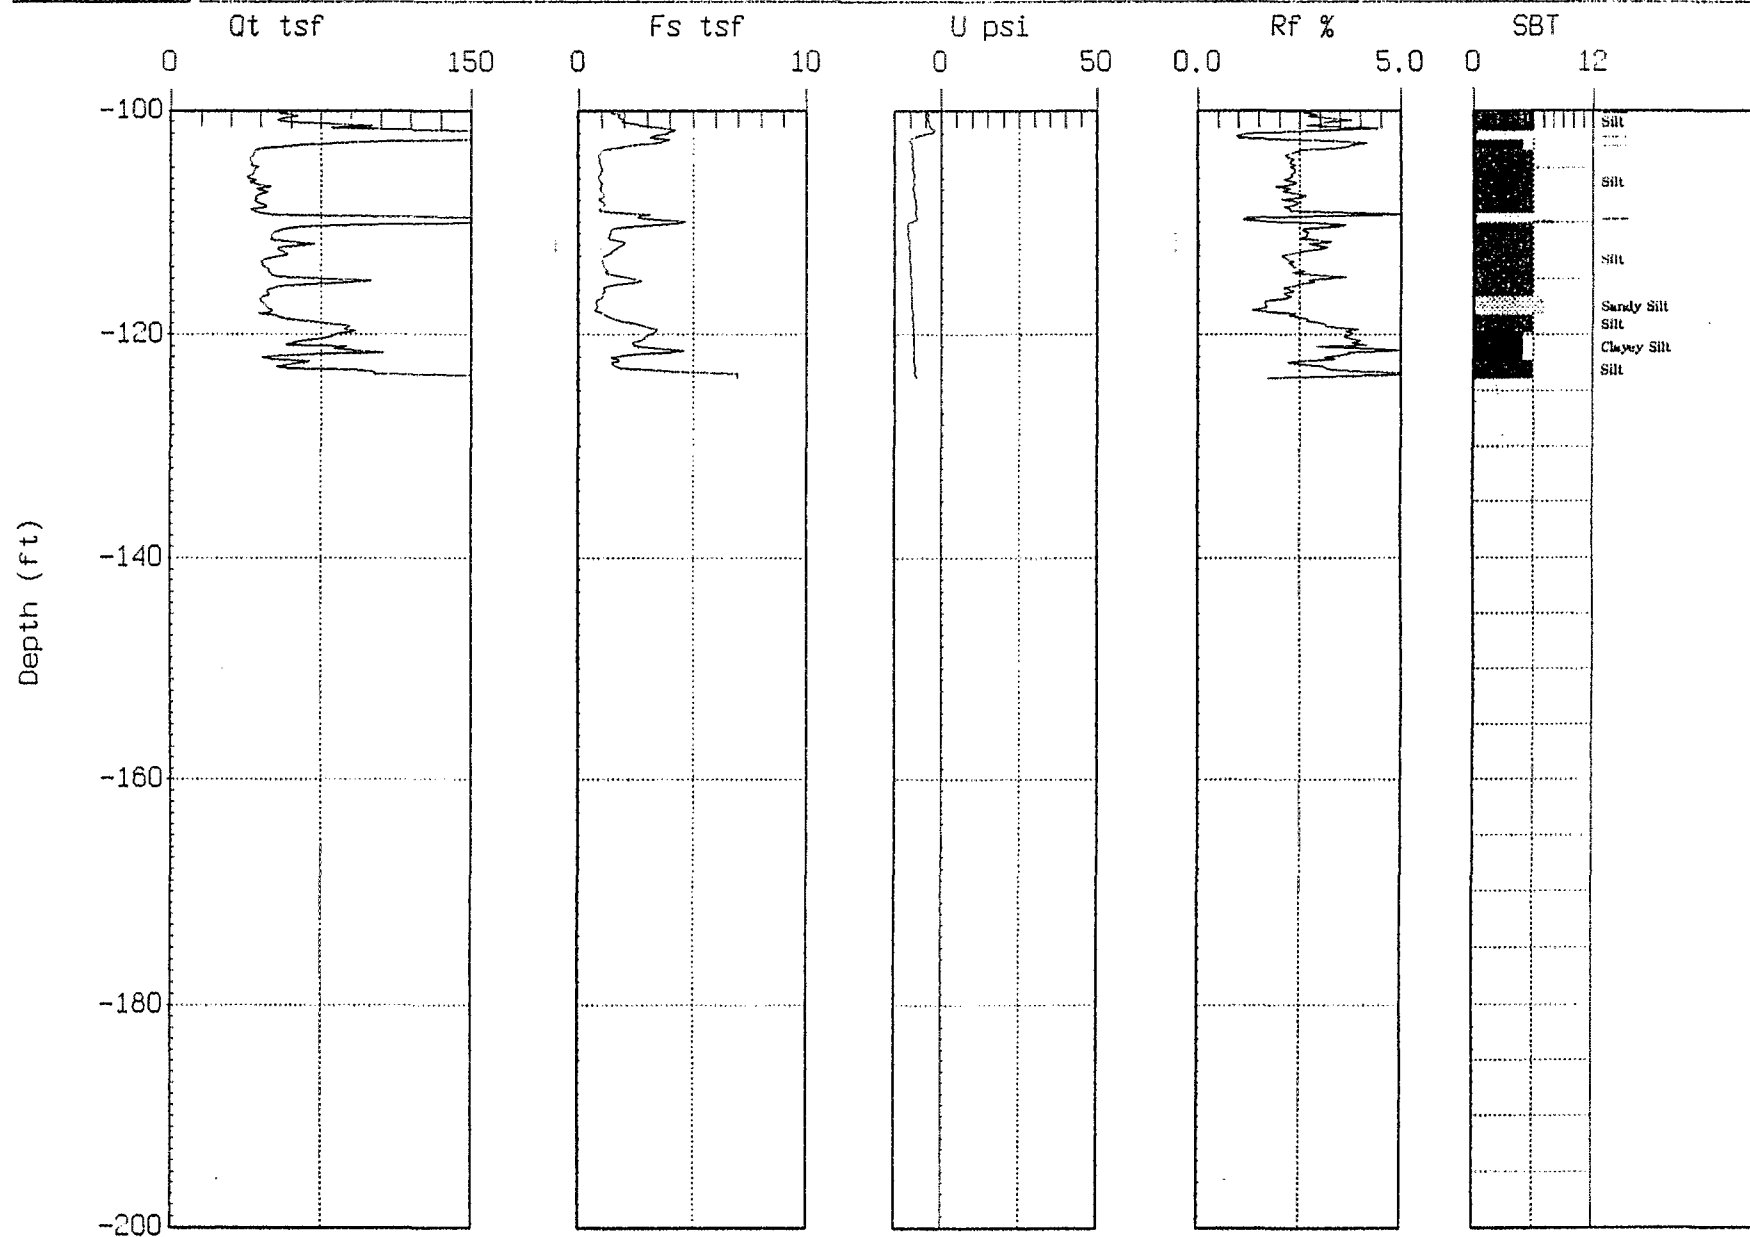 Qt tsf Fs tsf U psi Rf % SBT
0 150 0 10 0 50 0.0 5.0 0 12
-100
Silt
Silt
Silt
Sandy Silt
-120
Silt
Clayey Silt
Silt
-140
Depth (ft)
-160
-180
-200